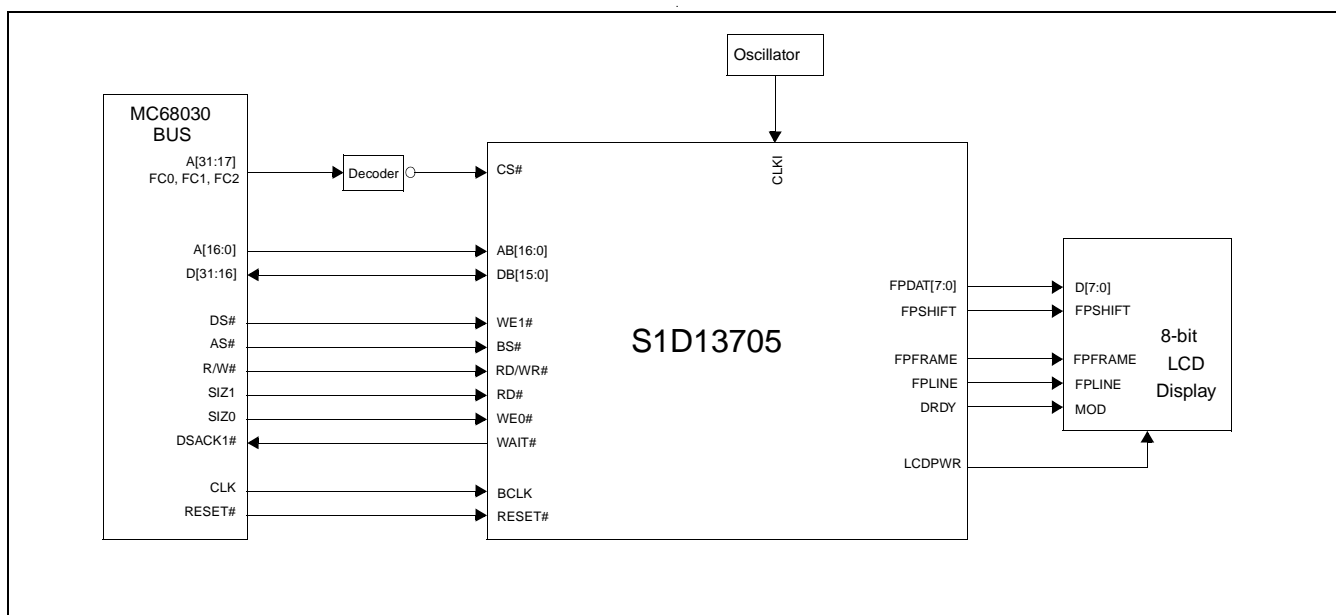 Oscillator
MC68030
BUS
A[31:17]
FC0, FC1, FC2
Decoder
CS#
CLKI
A[16:0]
AB[16:0]
D[31:16]
DB[15:0]
FPDAT[7:0]
D[7:0]
FPSHIFT
FPSHIFT
DS#
WE1#
AS#
BS#
S1D13705
8-bit
LCD
Display
R/W#
RD/WR#
FPFRAME
FPFRAME
SIZ1
RD#
FPLINE
FPLINE
SIZ0
WE0#
DRDY
MOD
DSACK1#
WAIT#
LCDPWR
CLK
BCLK
RESET#
RESET#